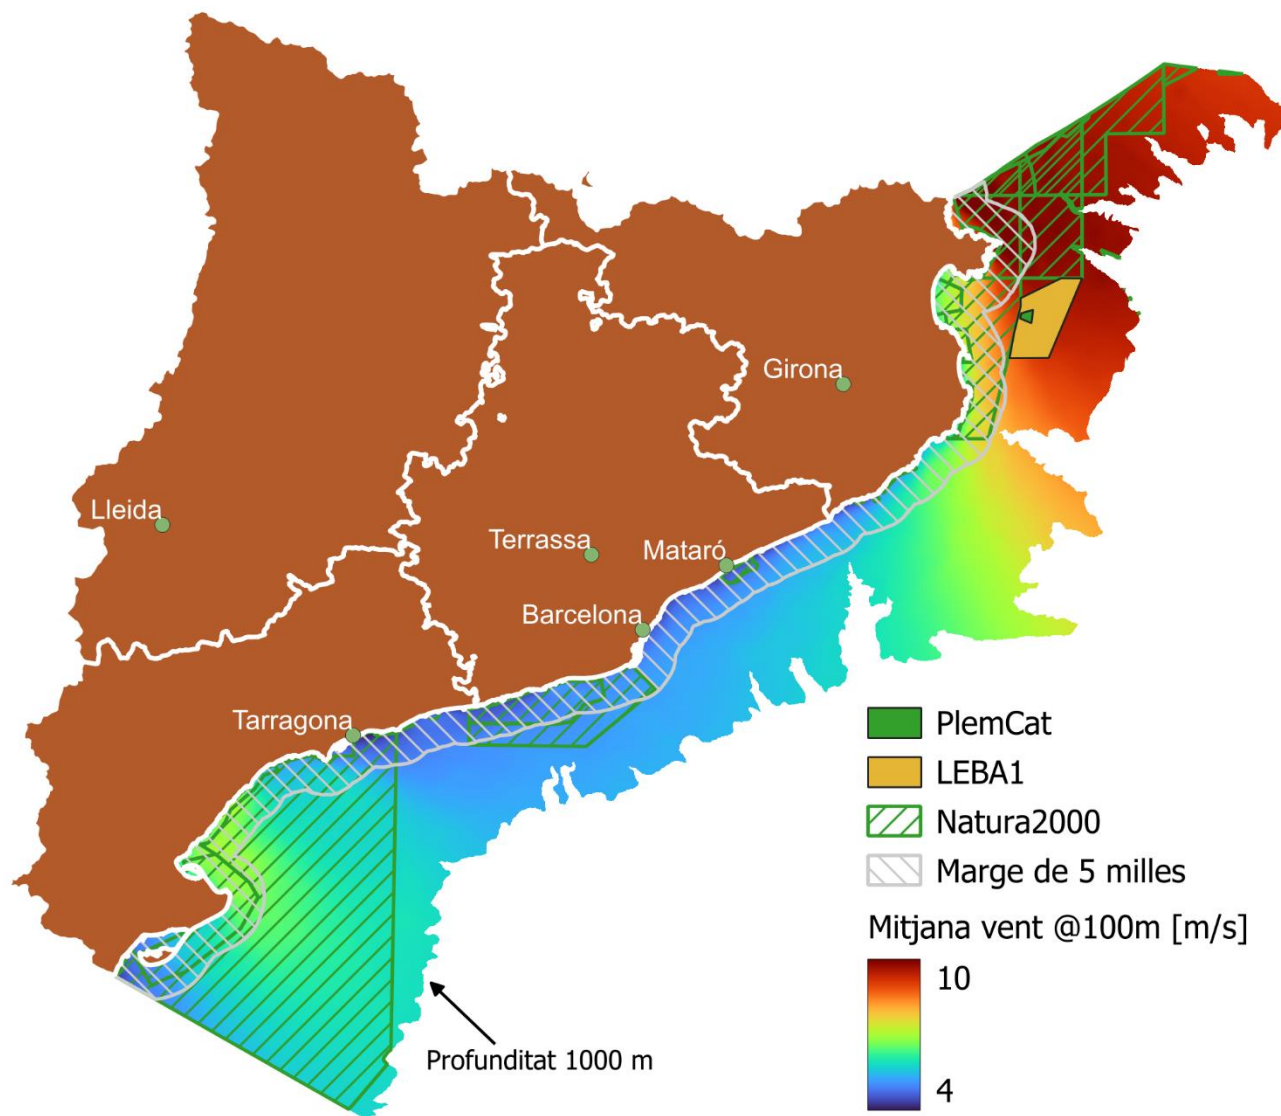 Girona
Lleida
Terrassa
Mataró
Barcelona
Tarragona
PlemCat
LEBA1
Natura2000
Marge de 5 milles
Mitjana vent @100m [m/s]
10
4
Profunditat 1000 m